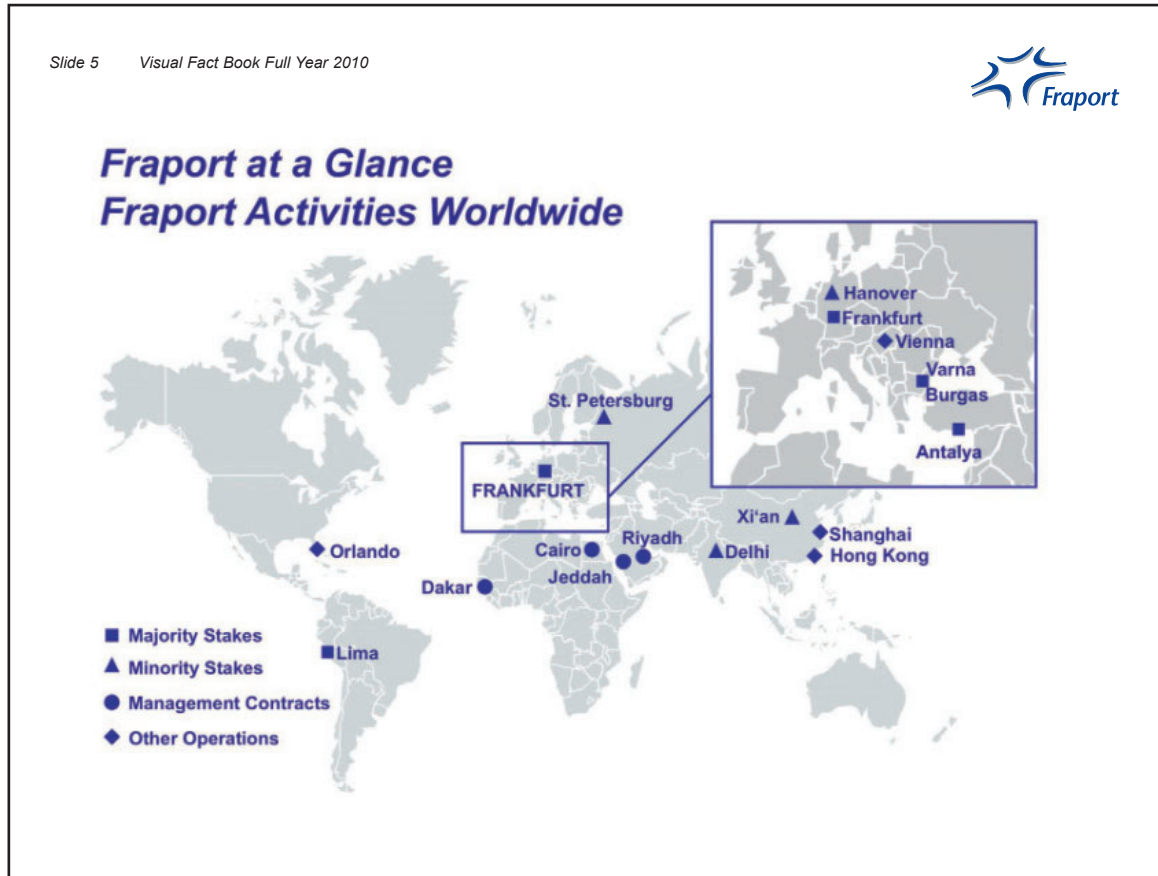 Slide 5 Visual Fact Book Full Year 2010
Fraport
Fraport at a Glance
Fraport Activities Worldwide
Hanover
Frankfurt
Vienna
Varna
Burgas
Antalya
St. Petersburg
FRANKFURT
Xi‘an
Shanghai
Hong Kong
Delhi
Riyadh
Cairo
Jeddah
Dakar
Orlando
Lima
Majority Stakes
Minority Stakes
Management Contracts
Other Operations